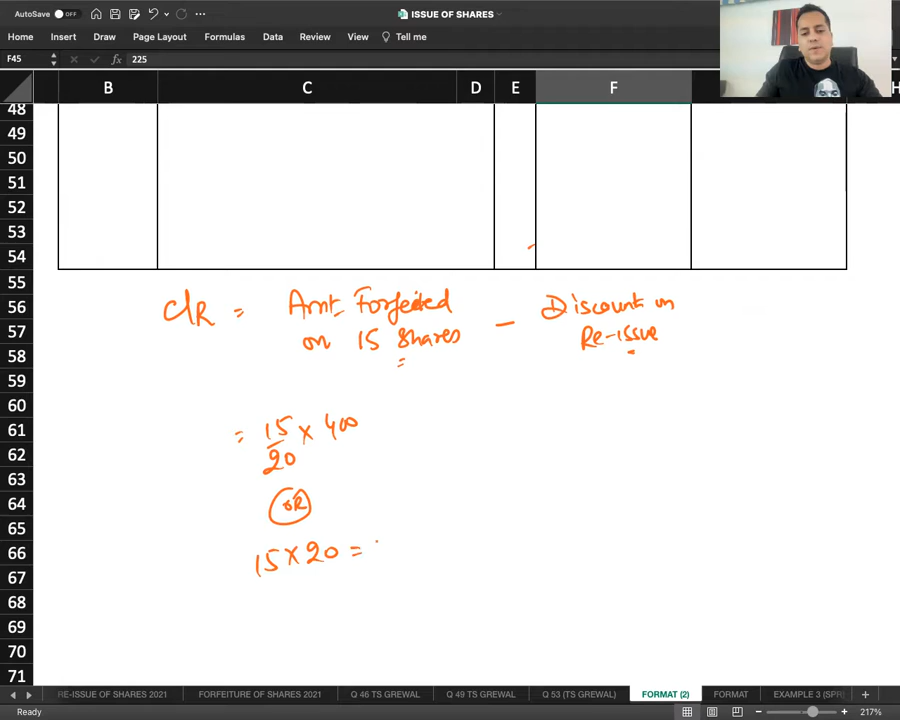 AutoSave OFF ISSUE OF SHARES
Home Insert Draw Page Layout Formulas Data Review View Tell me
F45 fx 225
B C D E F H
48
49
50
51
52
53
54
55
56
57
58
59
60
61
62
63
64
65
66
67
68
69
70
71
C/R = Amt Forfeited
on 15 shares
− Discount on
Re-issue
= 15/20 × 400
OR
15 × 20 =
RE-ISSUE OF SHARES 2021 FORFEITURE OF SHARES 2021 Q 46 TS GREWAL Q 49 TS GREWAL Q 53 (TS GREWAL) FORMAT (2) FORMAT EXAMPLE 3 (SPR
Ready 217%